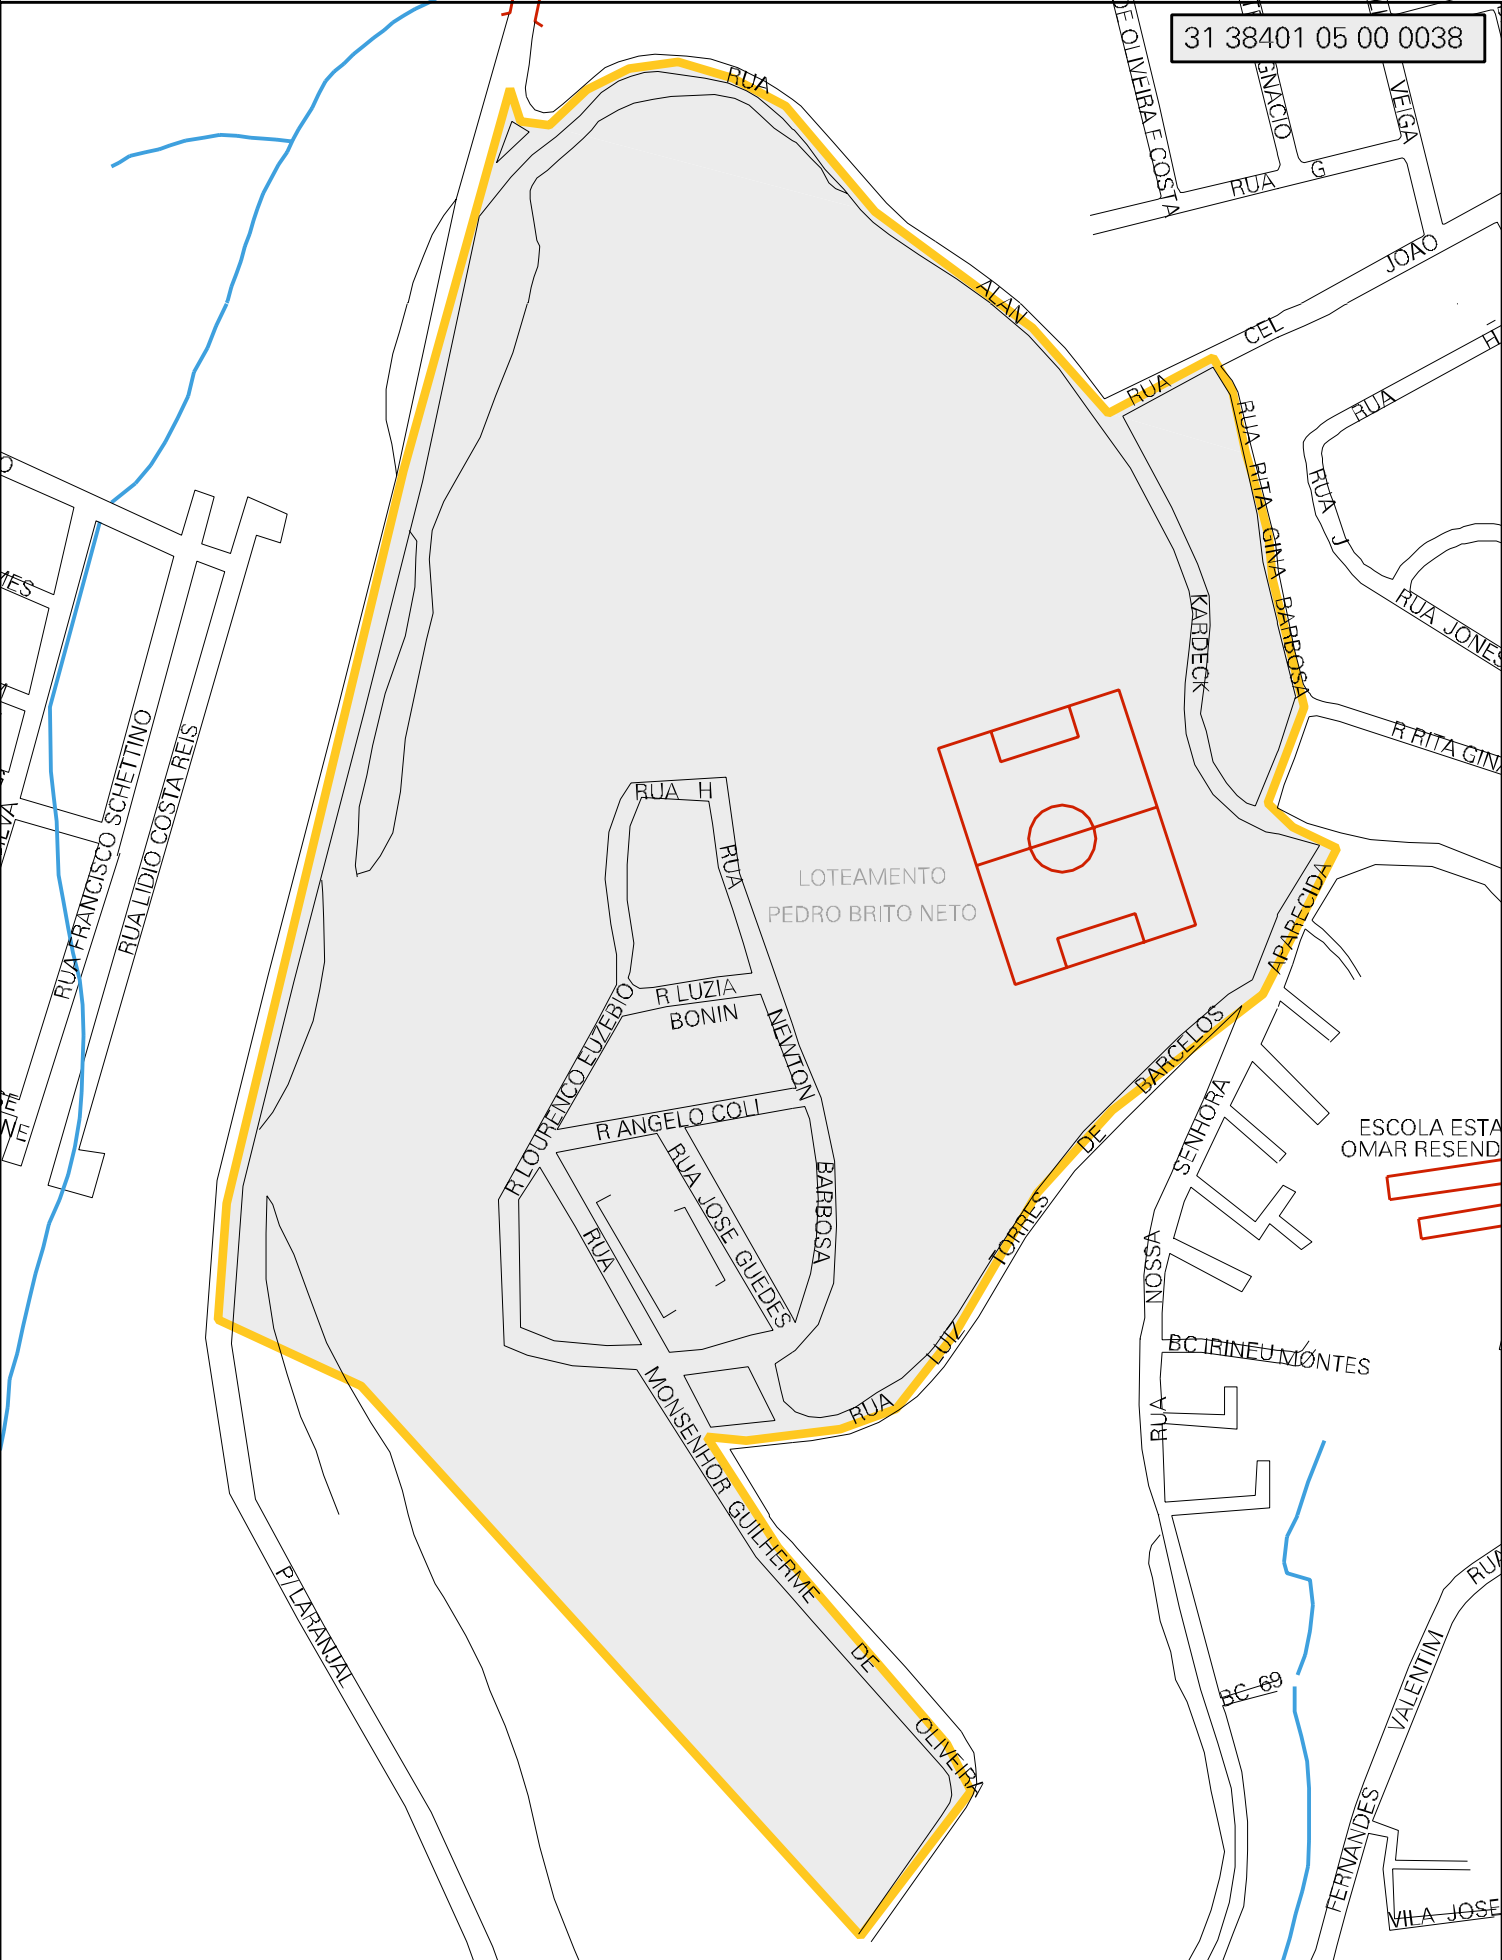 31 38401 05 00 0038
DE OLIVEIRA E COSTA
VEIGA
RUA G
RUA
ALAN
KARDECK
RUA
CEL
JOAO
RUA H
RUA J
RUA JONES
RUA RITA GINA BARBOSA
R RITA GINA
RUA FRANCISCO SCHETTINO
RUA LIDIO COSTA REIS
RUA H
RUA
NEWTON
BARBOSA
LOTEAMENTO
PEDRO BRITO NETO
R LUZIA
BONIN
R LOURENCO EUZEBIO
R ANGELO COLI
RUA JOSE GUEDES
RUA
MONSENHOR GUILHERME
DE
OLIVEIRA
RUA
LUIZ
TORRES
DE
BARCELOS
APARECIDA
SENHORA
NOSSA
RUA
ESCOLA ESTA
OMAR RESEND
BC IRINEU MONTES
BC 69
P/ LARANJAL
RUA
VALENTIM
FERNANDES
VILA JOSE